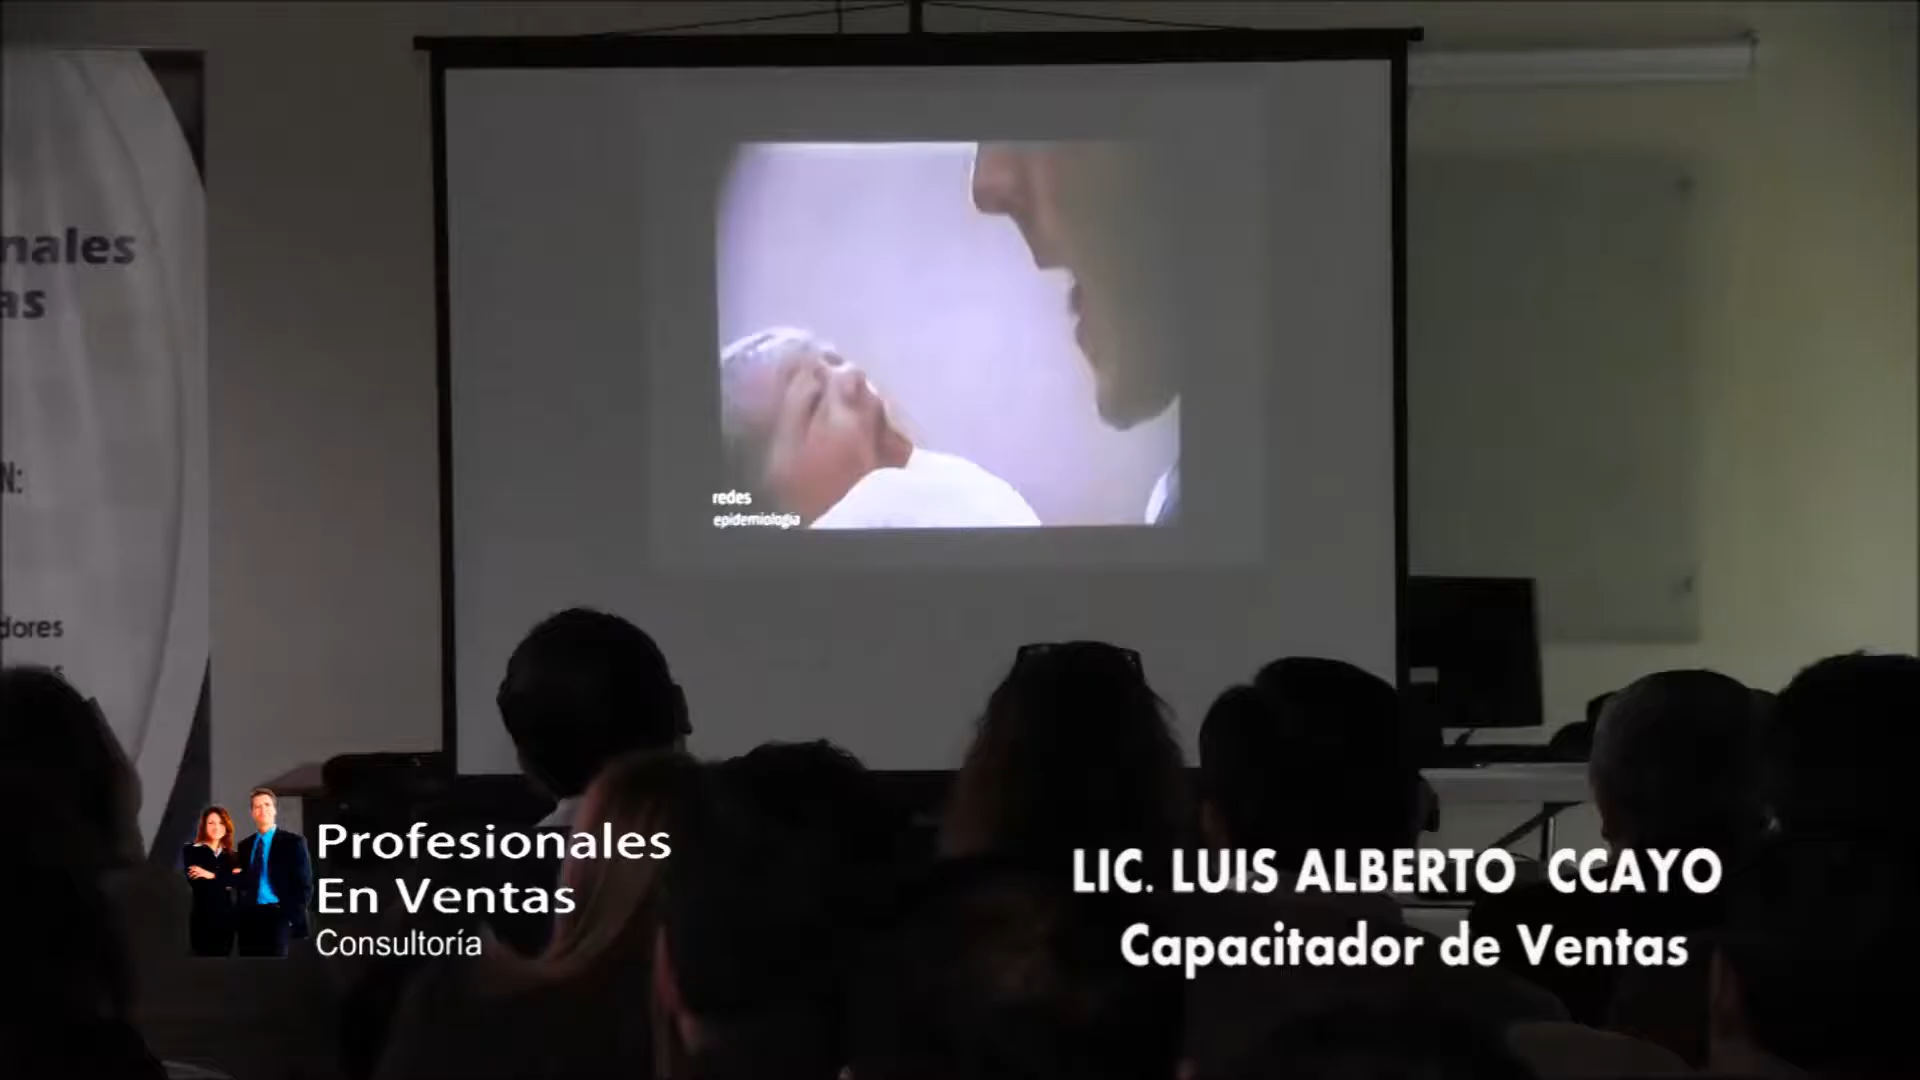 nales
as
N:
dores
redes
epidemiologia
Profesionales
En Ventas
Consultoría
LIC. LUIS ALBERTO CCAYO
Capacitador de Ventas